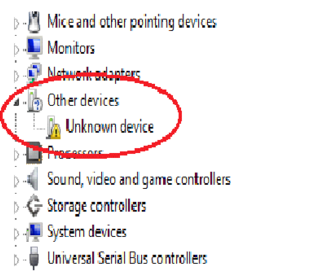 Mice and other pointing devices
Monitors
Network adapters
Other devices
Unknown device
Processors
Sound, video and game controllers
Storage controllers
System devices
Universal Serial Bus controllers